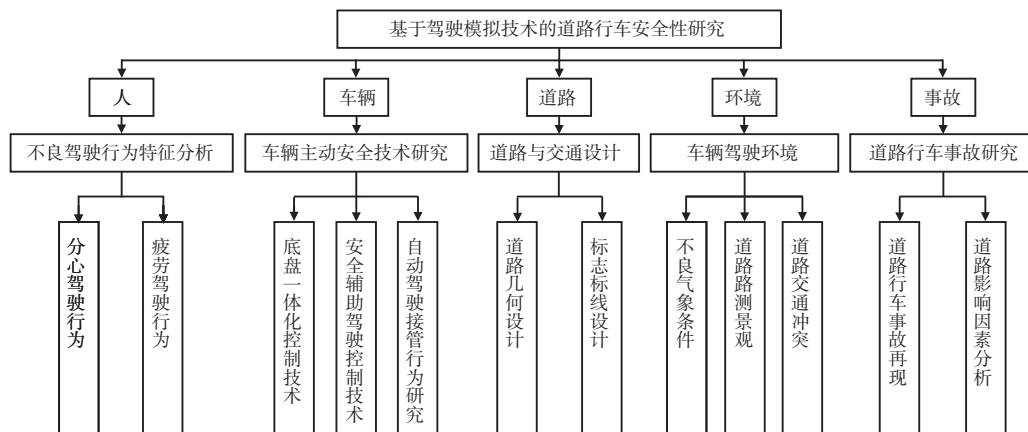 基于驾驶模拟技术的道路行车安全性研究
人
车辆
道路
环境
事故
不良驾驶行为特征分析
车辆主动安全技术研究
道路与交通设计
车辆驾驶环境
道路行车事故研究
分心驾驶行为
疲劳驾驶行为
底盘一体化控制技术
安全辅助驾驶控制技术
自动驾驶接管行为研究
道路几何设计
标志标线设计
不良气象条件
道路路测景观
道路交通冲突
道路行车事故再现
道路影响因素分析